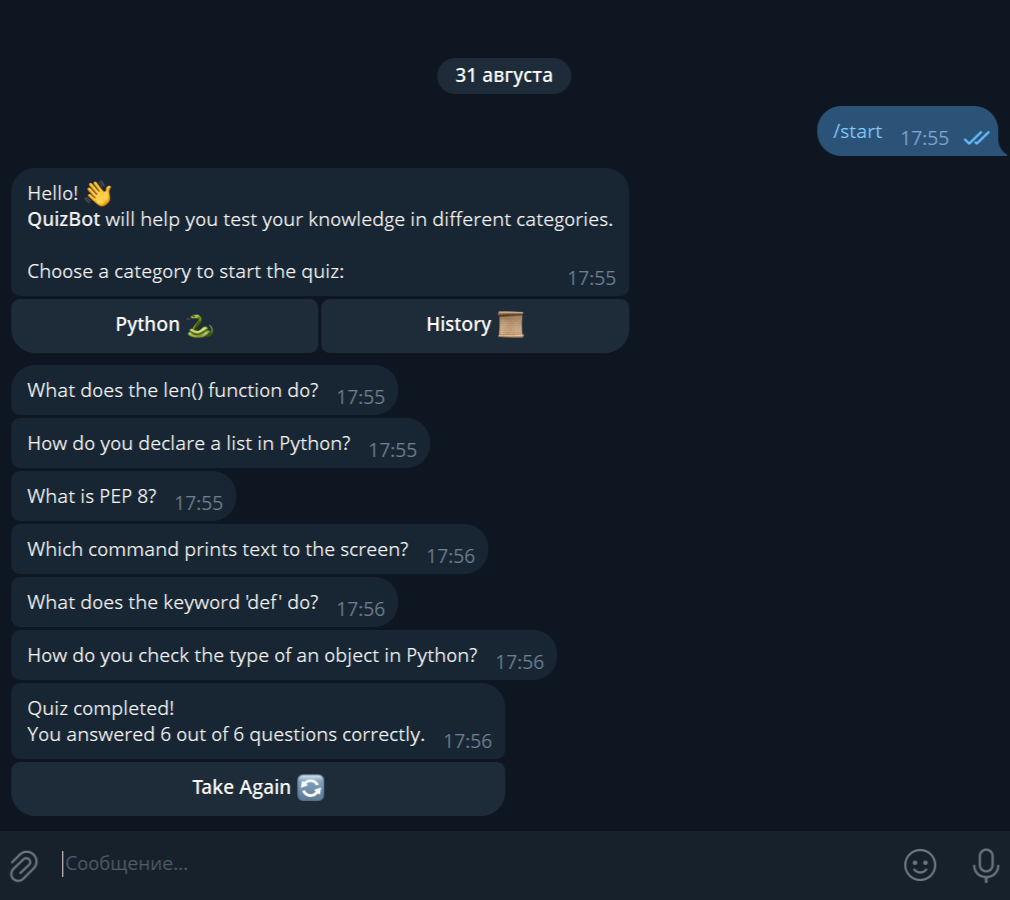 31 августа
/start 17:55
Hello! 👋
QuizBot will help you test your knowledge in different categories.
Choose a category to start the quiz: 17:55
Python 🐍 History 📜
What does the len() function do? 17:55
How do you declare a list in Python? 17:55
What is PEP 8? 17:55
Which command prints text to the screen? 17:56
What does the keyword 'def' do? 17:56
How do you check the type of an object in Python? 17:56
Quiz completed!
You answered 6 out of 6 questions correctly. 17:56
Take Again 🔄
Сообщение...